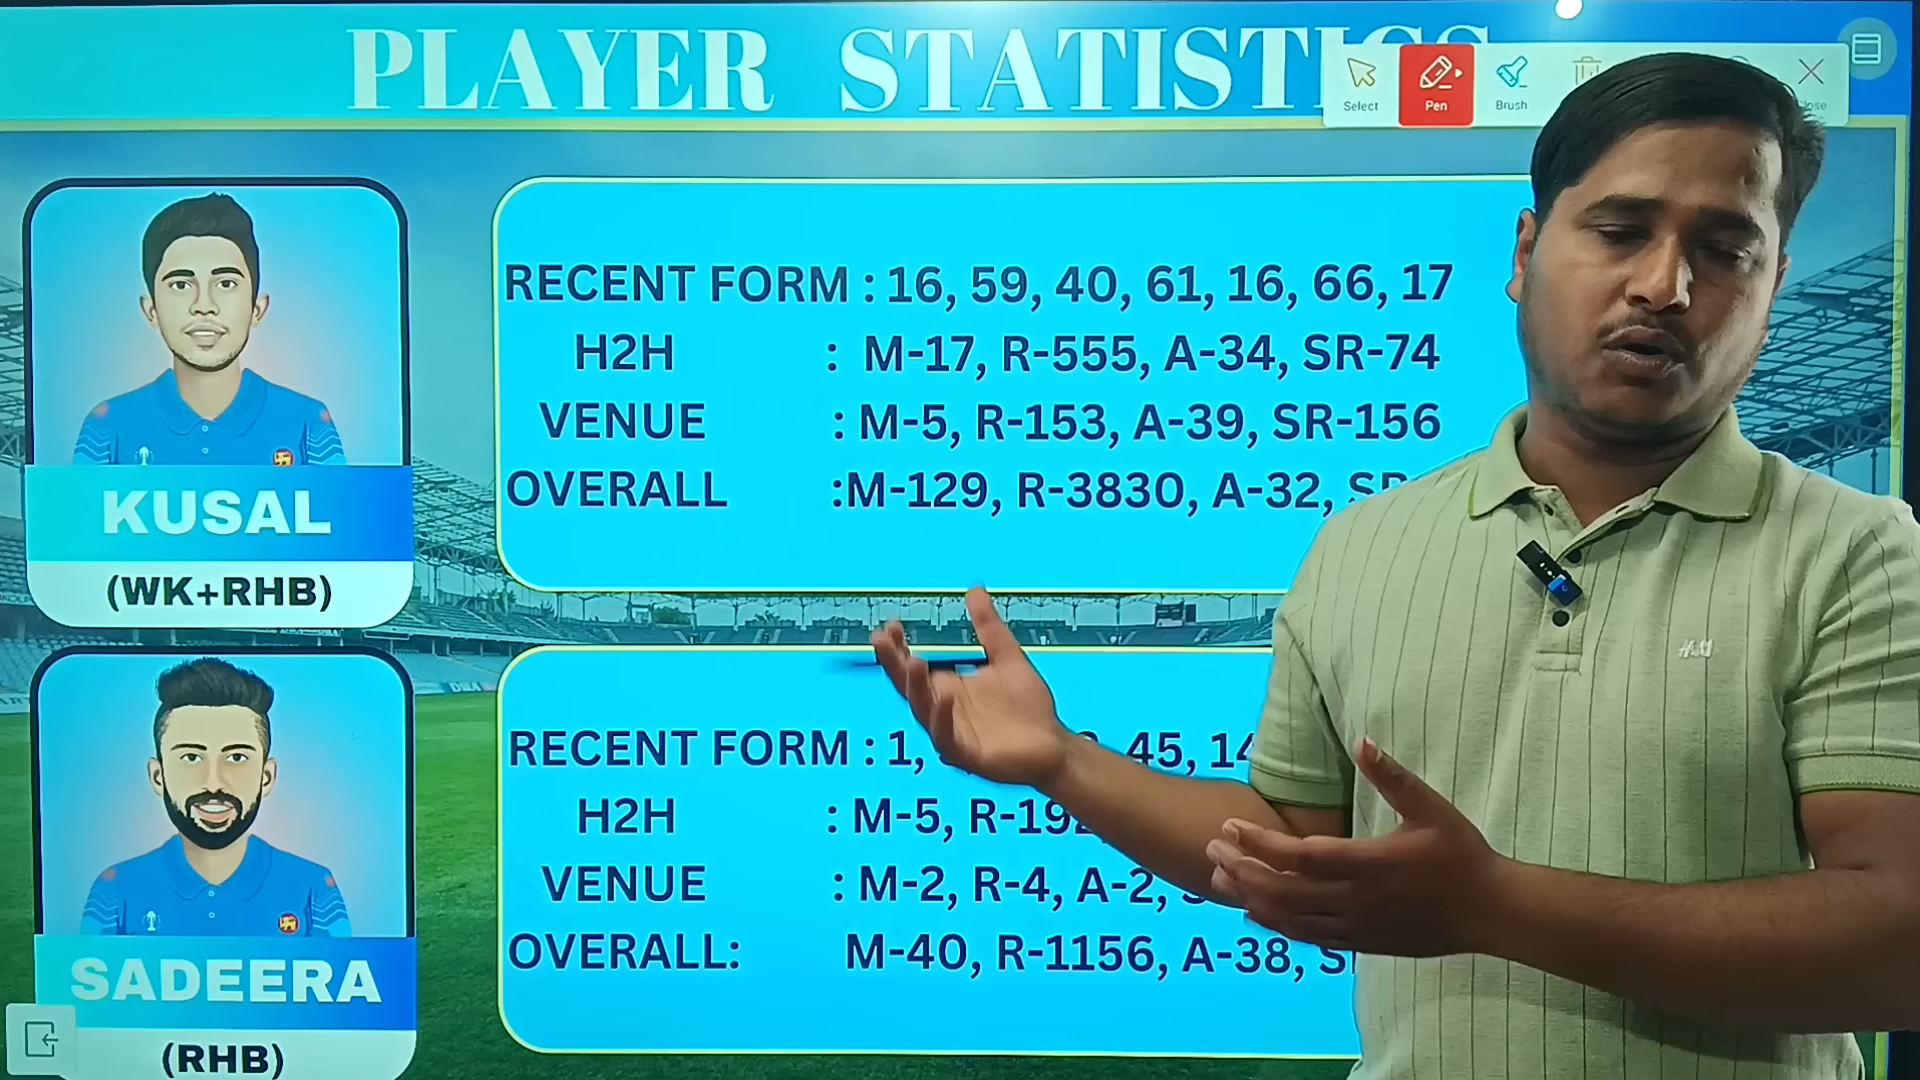 PLAYER STATISTICS
Select
Pen
Brush
RECENT FORM : 16, 59, 40, 61, 16, 66, 17
H2H : M-17, R-555, A-34, SR-74
VENUE : M-5, R-153, A-39, SR-156
OVERALL :M-129, R-3830, A-32,
KUSAL
(WK+RHB)
RECENT FORM : 1, 45,
H2H : M-5,
VENUE : M-2, R-4, A-2,
OVERALL: M-40, R-1156, A-38,
SADEERA
(RHB)
H&M